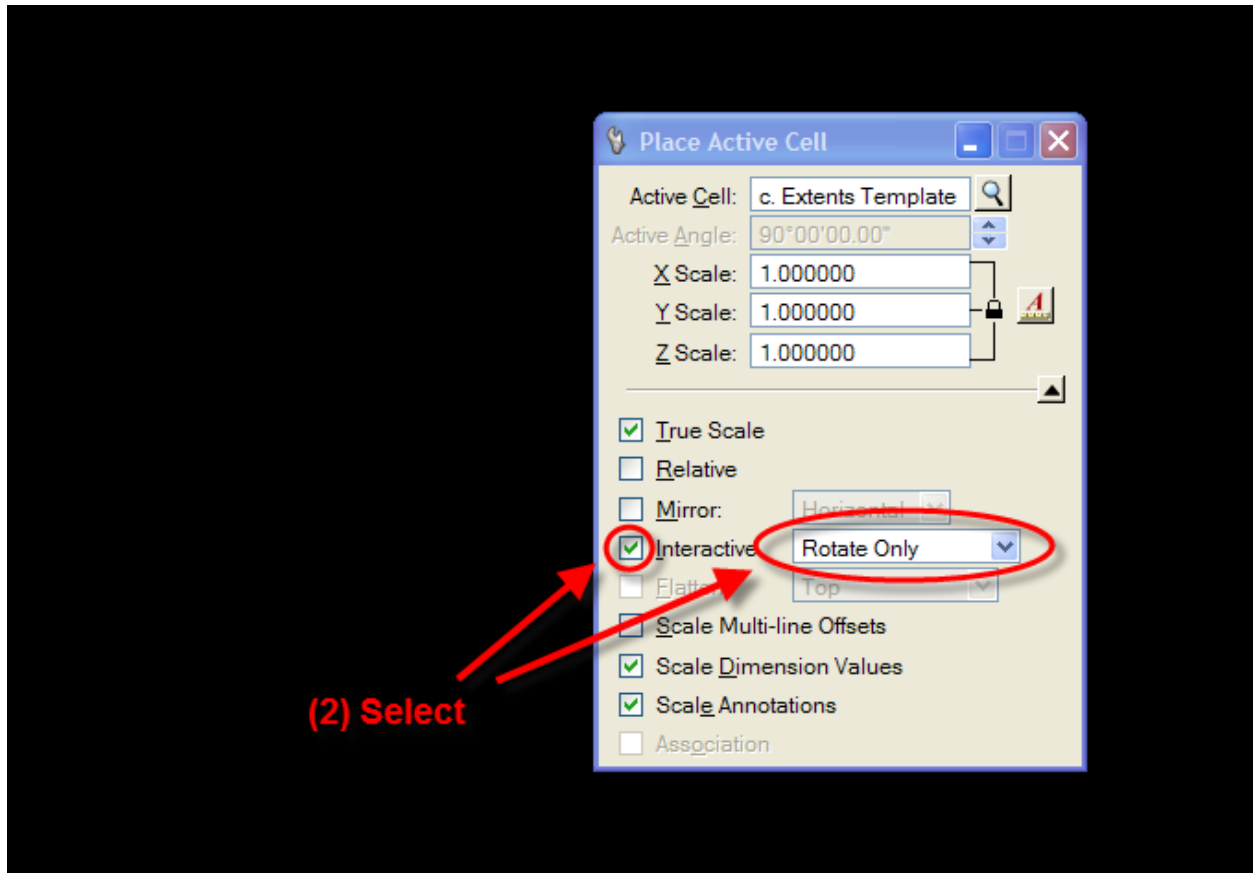 Place Active Cell
Active Cell: c. Extents Template
Active Angle: 90°00'00.00"
X Scale: 1.000000
Y Scale: 1.000000
Z Scale: 1.000000
A
True Scale
Relative
Mirror: Horizontal
Interactive Rotate Only
Flatten Top
Scale Multi-line Offsets
Scale Dimension Values
Scale Annotations
Association
(2) Select